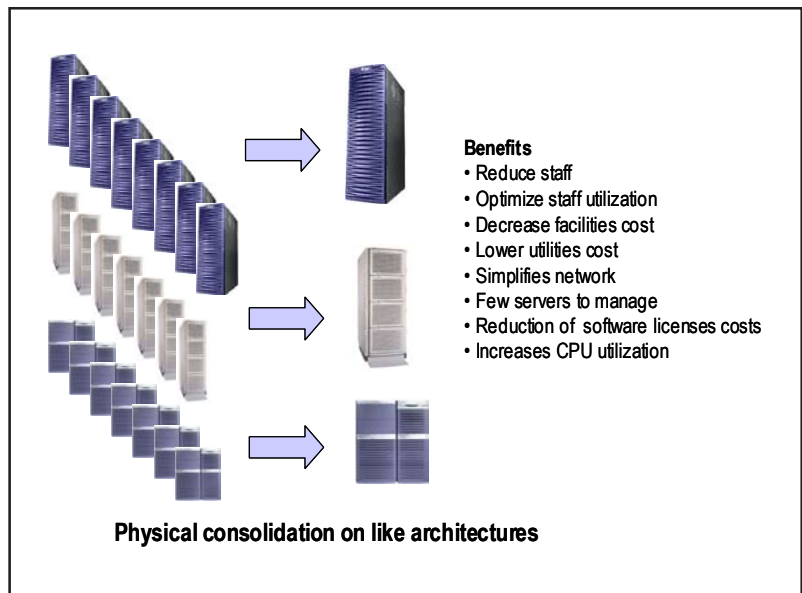 Benefits
• Reduce staff
• Optimize staff utilization
• Decrease facilities cost
• Lower utilities cost
• Simplifies network
• Few servers to manage
• Reduction of software licenses costs
• Increases CPU utilization
Physical consolidation on like architectures